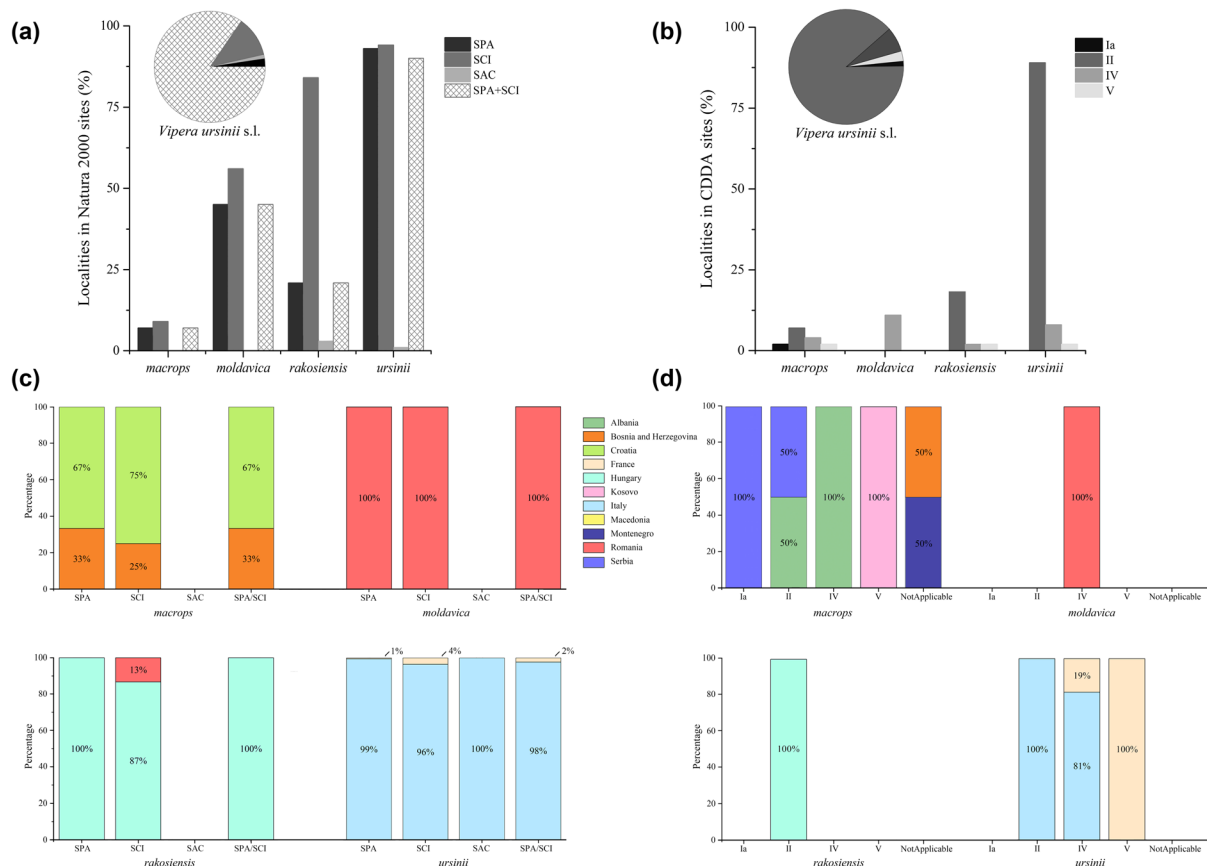 (a)
Localities in Natura 2000 sites (%)
100
75
50
25
0
Vipera ursinii s.l.
SPA
SCI
SAC
SPA+SCI
macrops moldavica rakosiensis ursinii
(b)
Localities in CDDA sites (%)
100
75
50
25
0
Vipera ursinii s.l.
Ia
II
IV
V
macrops moldavica rakosiensis ursinii
(c)
Percentage
100
80
60
40
20
0
67% 75% 67%
33% 25% 33%
100% 100% 100%
SPA SCI SAC SPA/SCI SPA SCI SAC SPA/SCI
macrops moldavica
Albania
Bosnia and Herzegovina
Croatia
France
Hungary
Kosovo
Italy
Macedonia
Montenegro
Romania
Serbia
(d)
Percentage
100
80
60
40
20
0
100% 50% 100% 100% 50% 100%
50% 50%
Ia II IV V NotApplicable Ia II IV V NotApplicable
macrops moldavica
Percentage
100
80
60
40
20
0
13% 1% 4% 2%
100% 87% 100% 99% 96% 100% 98%
SPA SCI SAC SPA/SCI SPA SCI SAC SPA/SCI
rakosiensis ursinii
Percentage
100
80
60
40
20
0
19%
100% 100% 81% 100%
Ia II IV V NotApplicable Ia II IV V NotApplicable
rakosiensis ursinii